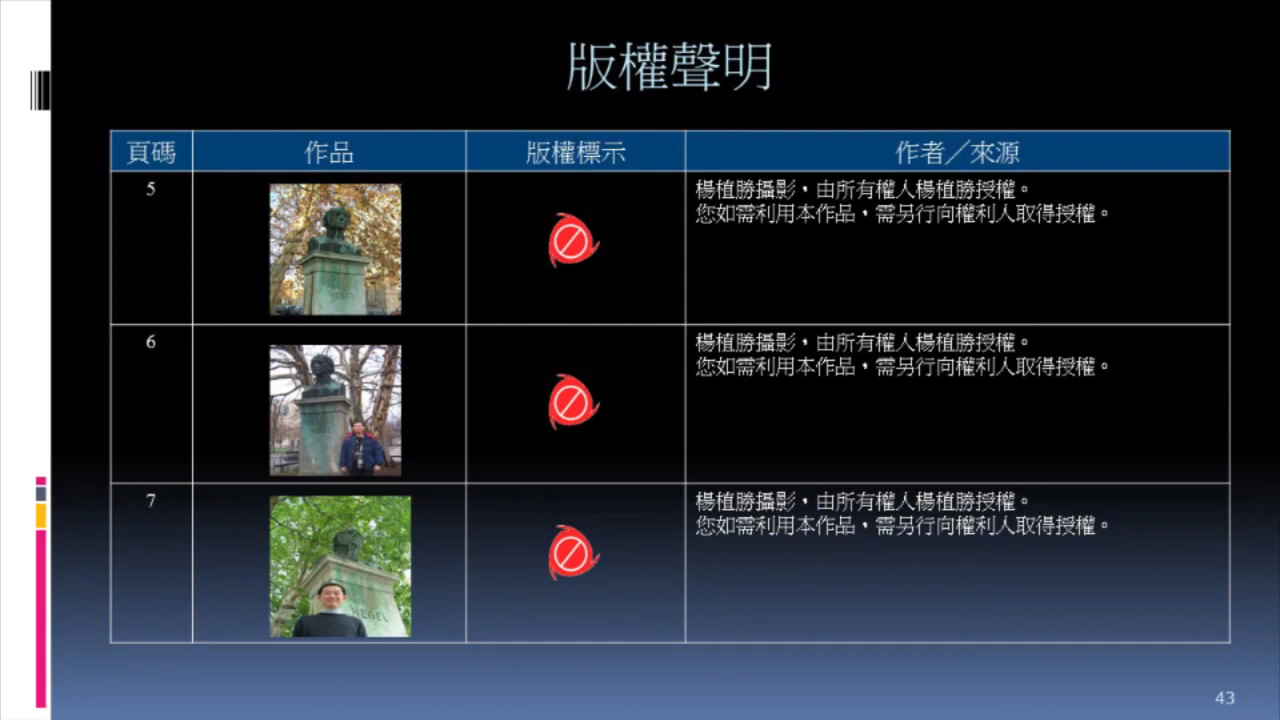 版權聲明
頁碼 作品 版權標示 作者／來源
5
楊植勝攝影，由所有權人楊植勝授權。
您如需利用本作品，需另行向權利人取得授權。
HEGEL
6
楊植勝攝影，由所有權人楊植勝授權。
您如需利用本作品，需另行向權利人取得授權。
HEGEL
7
楊植勝攝影，由所有權人楊植勝授權。
您如需利用本作品，需另行向權利人取得授權。
HEGEL
43